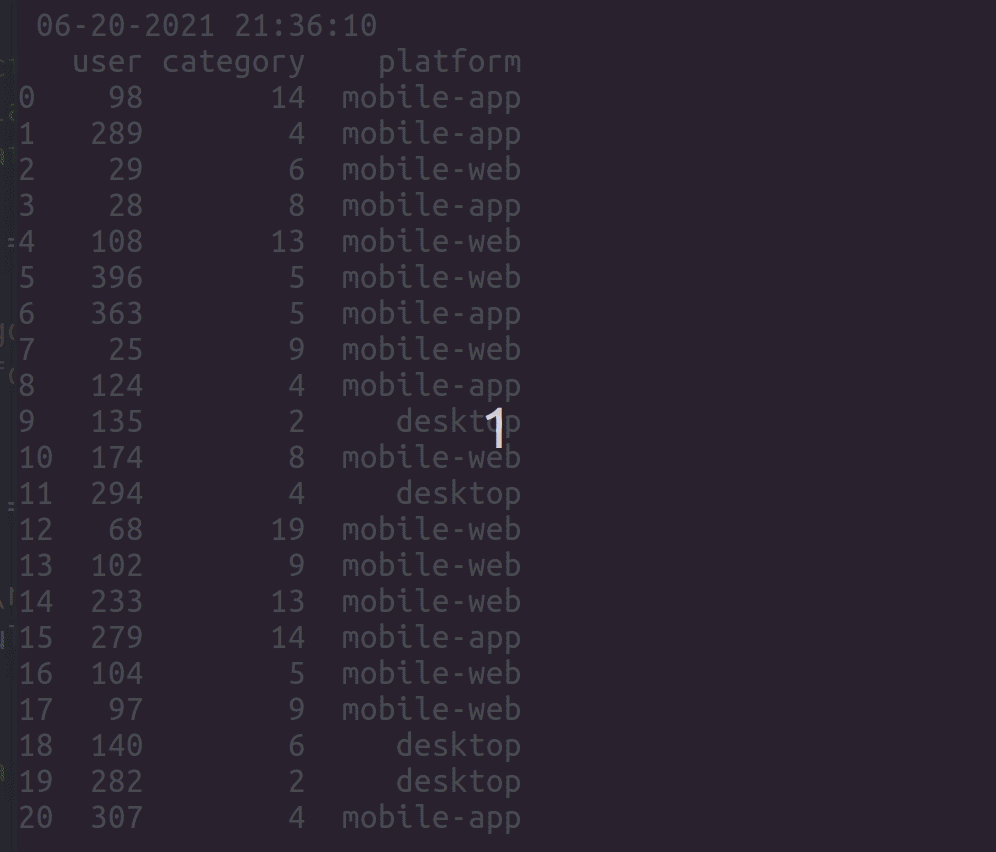 06-20-2021 21:36:10
user category platform
0 98 14 mobile-app
1 289 4 mobile-app
2 29 6 mobile-web
3 28 8 mobile-app
4 108 13 mobile-web
5 396 5 mobile-web
6 363 5 mobile-app
7 25 9 mobile-web
8 124 4 mobile-app
9 135 2 desktop
1
10 174 8 mobile-web
11 294 4 desktop
12 68 19 mobile-web
13 102 9 mobile-web
14 233 13 mobile-web
15 279 14 mobile-app
16 104 5 mobile-web
17 97 9 mobile-web
18 140 6 desktop
19 282 2 desktop
20 307 4 mobile-app